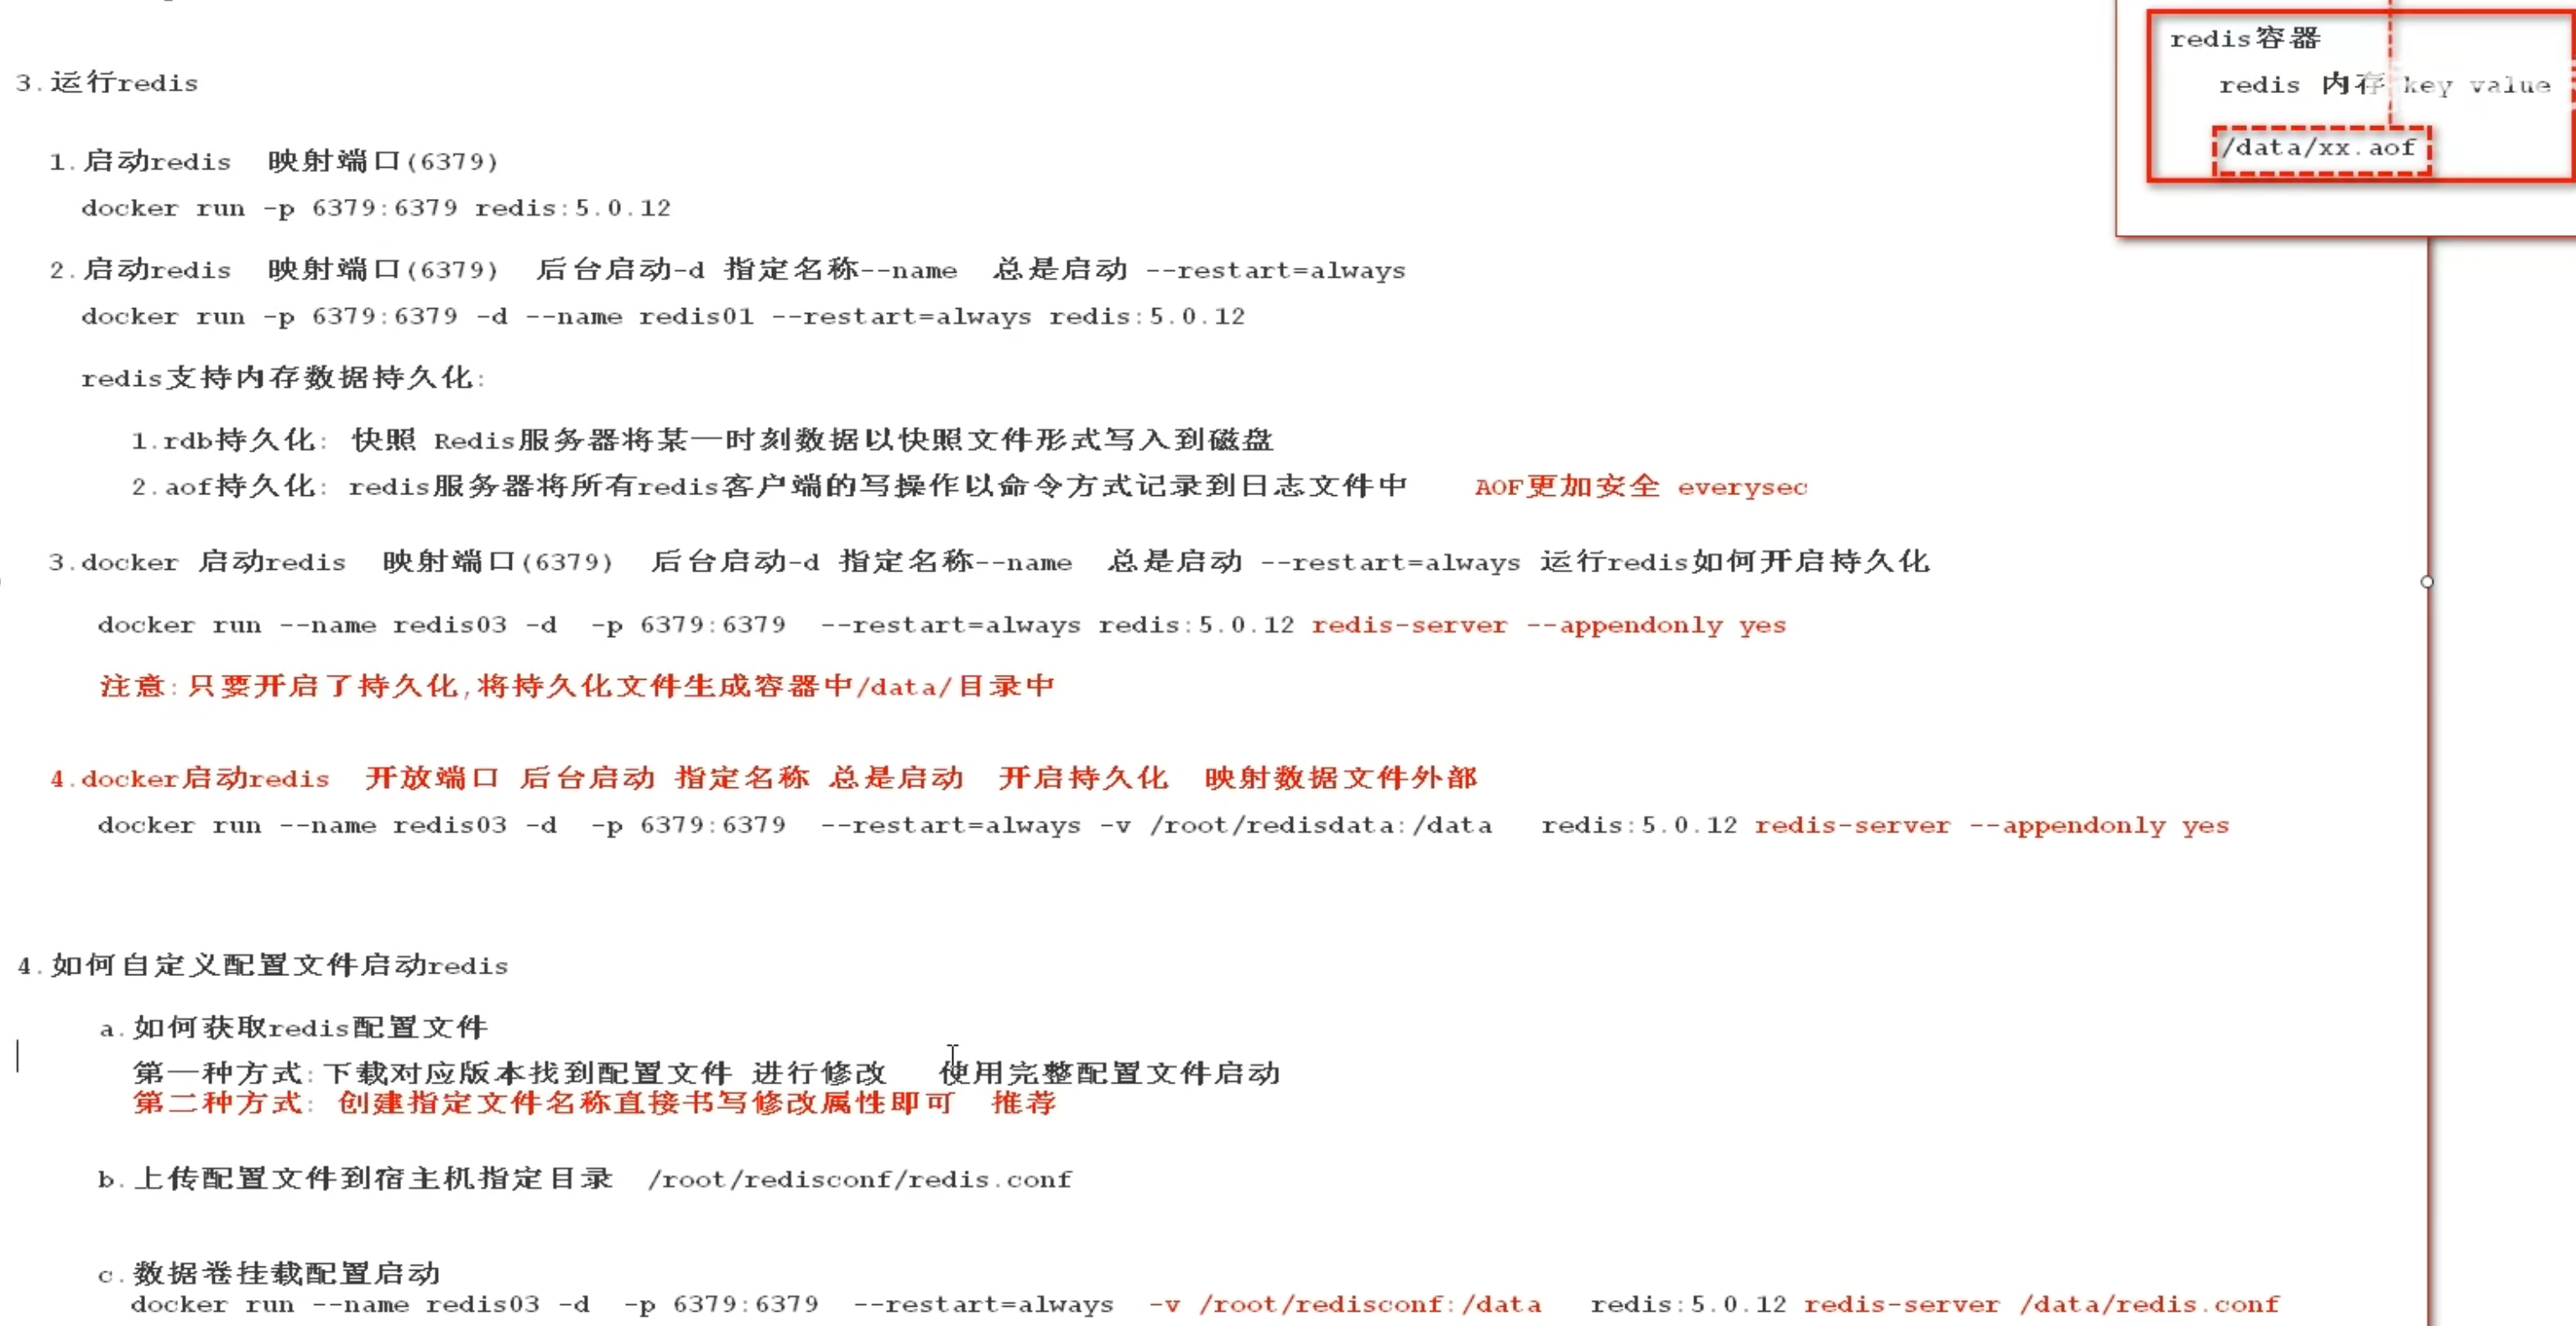 redis容器
redis 内存 key value
/data/xx.aof
3.运行redis
1.启动redis 映射端口(6379)
docker run -p 6379:6379 redis:5.0.12
2.启动redis 映射端口(6379) 后台启动-d 指定名称--name 总是启动 --restart=always
docker run -p 6379:6379 -d --name redis01 --restart=always redis:5.0.12
redis支持内存数据持久化:
1.rdb持久化: 快照 Redis服务器将某一时刻数据以快照文件形式写入到磁盘
2.aof持久化: redis服务器将所有redis客户端的写操作以命令方式记录到日志文件中 AOF更加安全 everysec
3.docker 启动redis 映射端口(6379) 后台启动-d 指定名称--name 总是启动 --restart=always 运行redis如何开启持久化
docker run --name redis03 -d -p 6379:6379 --restart=always redis:5.0.12 redis-server --appendonly yes
注意:只要开启了持久化,将持久化文件生成容器中/data/目录中
4.docker启动redis 开放端口 后台启动 指定名称 总是启动 开启持久化 映射数据文件外部
docker run --name redis03 -d -p 6379:6379 --restart=always -v /root/redisdata:/data redis:5.0.12 redis-server --appendonly yes
4.如何自定义配置文件启动redis
a.如何获取redis配置文件
第一种方式:下载对应版本找到配置文件 进行修改 使用完整配置文件启动
第二种方式: 创建指定文件名称直接书写修改属性即可 推荐
b.上传配置文件到宿主机指定目录 /root/redisconf/redis.conf
c.数据卷挂载配置启动
docker run --name redis03 -d -p 6379:6379 --restart=always -v /root/redisconf:/data redis:5.0.12 redis-server /data/redis.conf